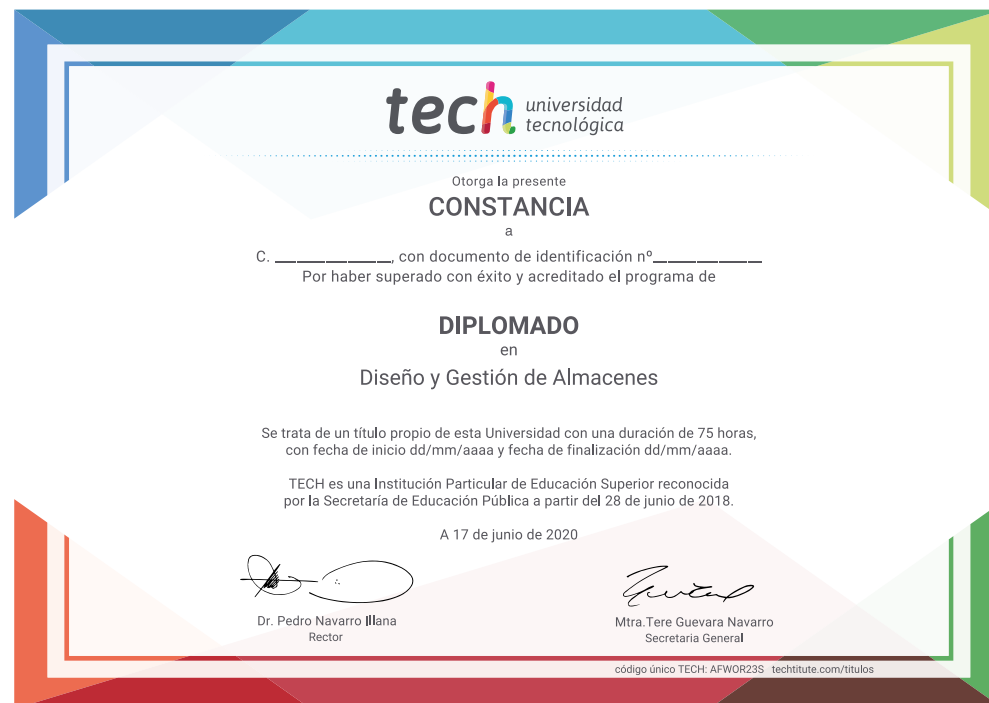 tech universidad
tecnológica
Otorga la presente
CONSTANCIA
a
C. ________________, con documento de identificación nº_______________
Por haber superado con éxito y acreditado el programa de
DIPLOMADO
en
Diseño y Gestión de Almacenes
Se trata de un título propio de esta Universidad con una duración de 75 horas,
con fecha de inicio dd/mm/aaaa y fecha de finalización dd/mm/aaaa.
TECH es una Institución Particular de Educación Superior reconocida
por la Secretaría de Educación Pública a partir del 28 de junio de 2018.
A 17 de junio de 2020
Dr. Pedro Navarro Illana
Rector
Mtra.Tere Guevara Navarro
Secretaria General
código único TECH: AFWOR23S techtitute.com/titulos